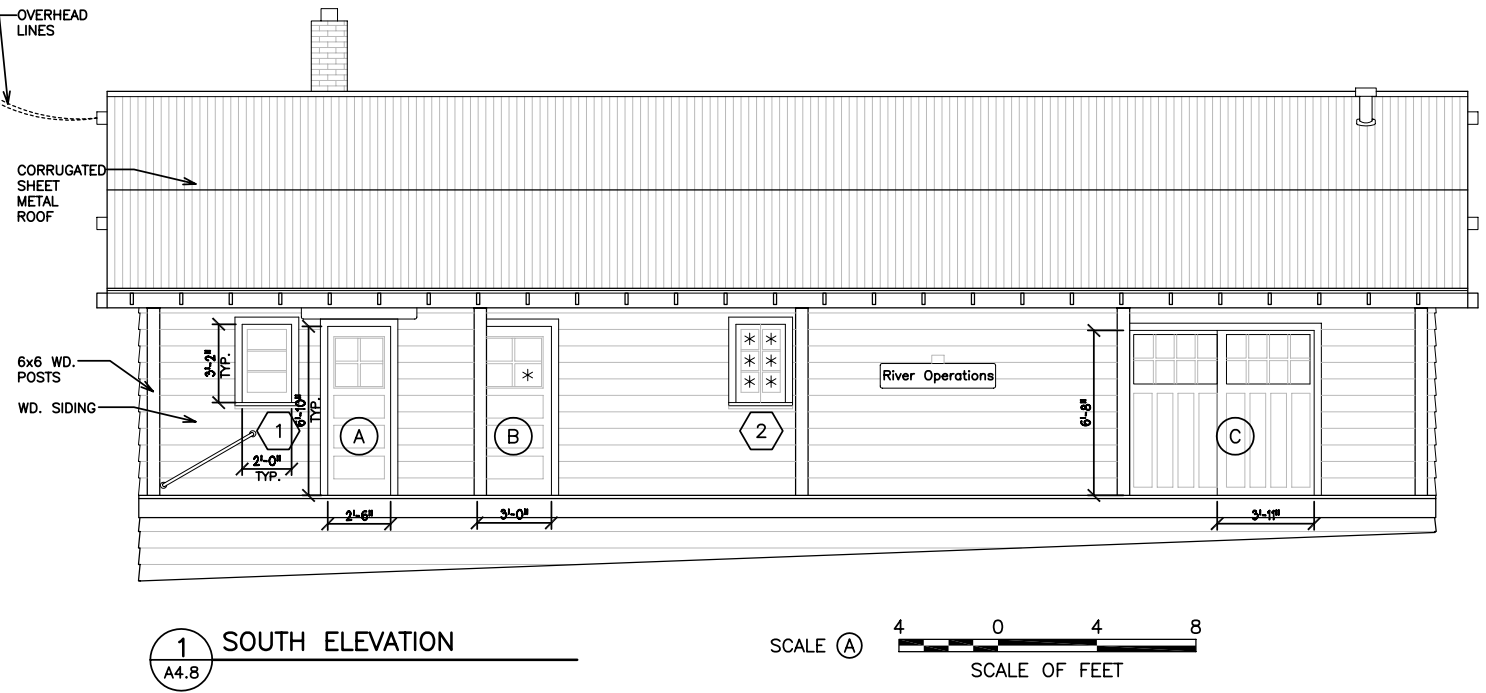 OVERHEAD
LINES
CORRUGATED
SHEET
METAL
ROOF
6x6 WD.
POSTS
WD. SIDING
3'-2"
TYP.
1
2'-0"
TYP.
6'-10"
TYP.
A
2'-6"
B
3'-0"
2
River Operations
6'-8"
C
3'-11"
1
A4.8
SOUTH ELEVATION
SCALE A
4 0 4 8
SCALE OF FEET